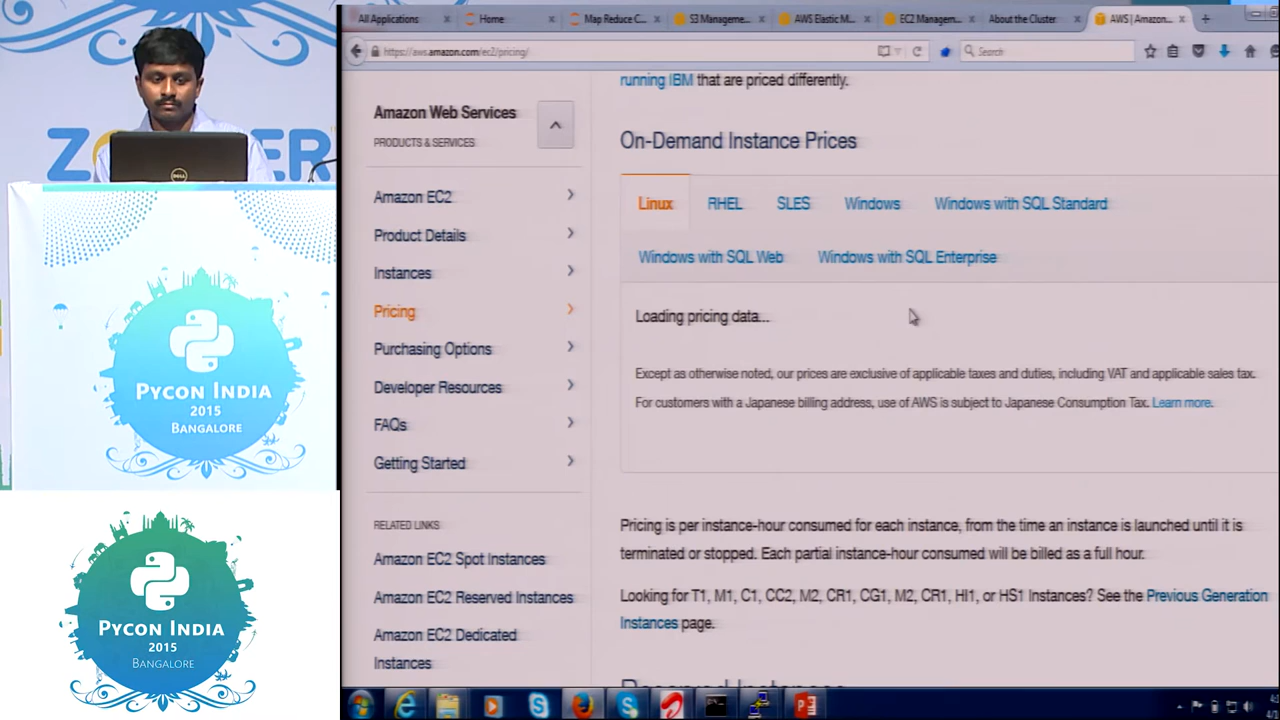 All Applications
Home
Map Reduce C...
S3 Manageme...
AWS Elastic M...
EC2 Managem...
About the Cluster
AWS | Amazon...
https://aws.amazon.com/ec2/pricing/
Search
Amazon Web Services
PRODUCTS & SERVICES
Amazon EC2
Product Details
Instances
Pricing
Purchasing Options
Developer Resources
FAQs
Getting Started
RELATED LINKS
Amazon EC2 Spot Instances
Amazon EC2 Reserved Instances
Amazon EC2 Dedicated
Instances
running IBM that are priced differently.
On-Demand Instance Prices
Linux RHEL SLES Windows Windows with SQL Standard
Windows with SQL Web Windows with SQL Enterprise
Loading pricing data...
Except as otherwise noted, our prices are exclusive of applicable taxes and duties, including VAT and applicable sales tax.
For customers with a Japanese billing address, use of AWS is subject to Japanese Consumption Tax. Learn more.
Pricing is per instance-hour consumed for each instance, from the time an instance is launched until it is
terminated or stopped. Each partial instance-hour consumed will be billed as a full hour.
Looking for T1, M1, C1, CC2, M2, CR1, CG1, M2, CR1, HI1, or HS1 Instances? See the Previous Generation
Instances page.
Reserved Instances
DELL
PYCON INDIA
2015
BANGALORE
PYCON INDIA
2015
BANGALORE